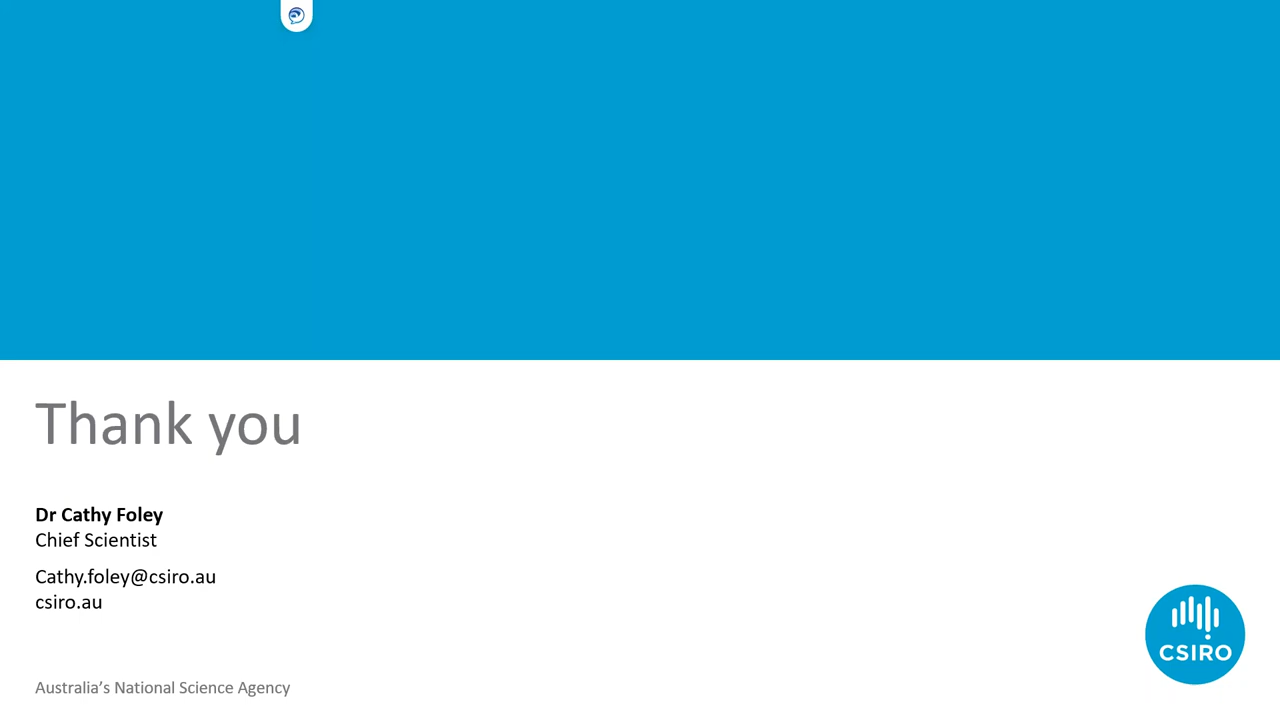 Thank you
Dr Cathy Foley
Chief Scientist
Cathy.foley@csiro.au
csiro.au
CSIRO
Australia’s National Science Agency